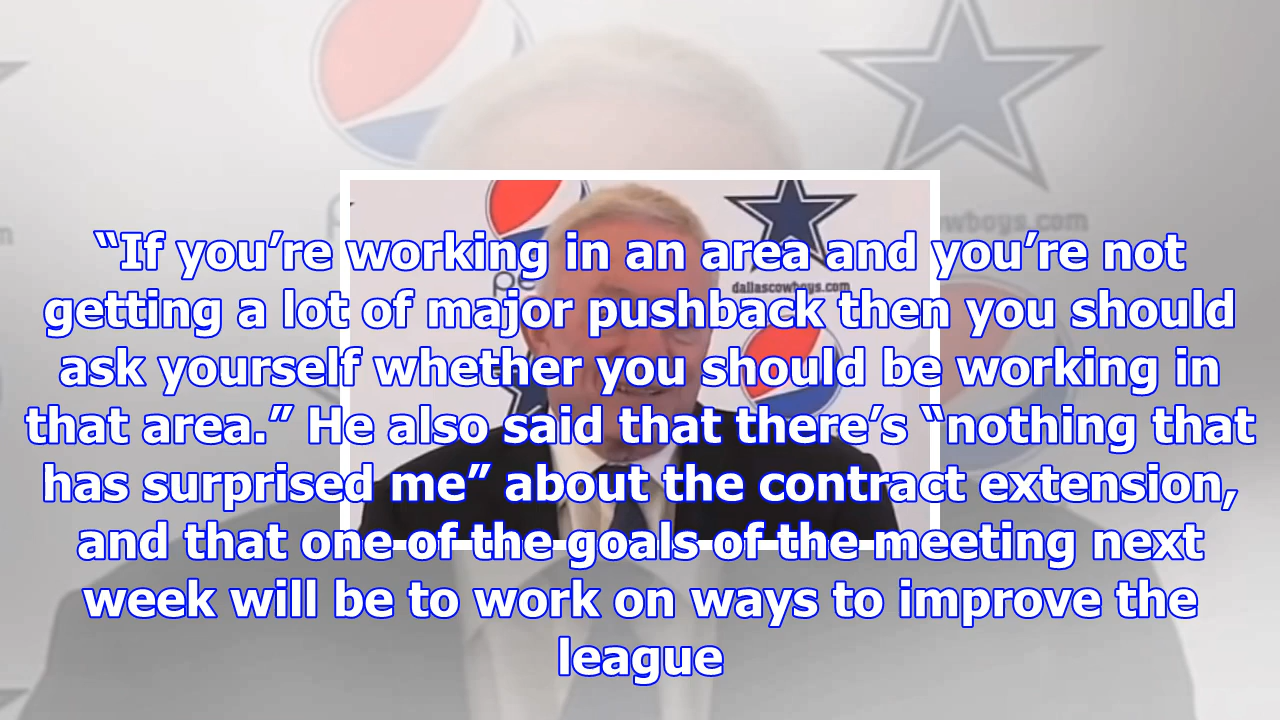 “If you’re working in an area and you’re not
getting a lot of major pushback then you should
ask yourself whether you should be working in
that area.” He also said that there’s “nothing that
has surprised me” about the contract extension,
and that one of the goals of the meeting next
week will be to work on ways to improve the
league
dallascowboys.com